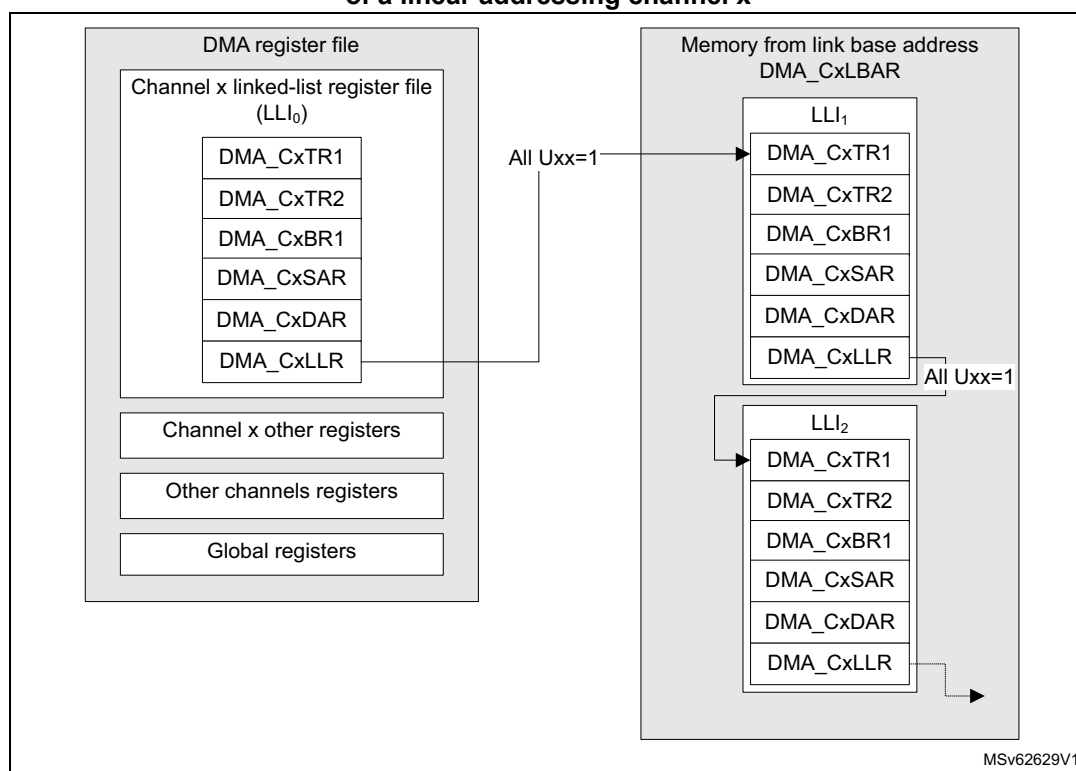 of a linear addressing channel x
DMA register file
Channel x linked-list register file
(LLI₀)
DMA_CxTR1
DMA_CxTR2
DMA_CxBR1
DMA_CxSAR
DMA_CxDAR
DMA_CxLLR
Channel x other registers
Other channels registers
Global registers
All Uxx=1
Memory from link base address
DMA_CxLBAR
LLI₁
DMA_CxTR1
DMA_CxTR2
DMA_CxBR1
DMA_CxSAR
DMA_CxDAR
DMA_CxLLR
All Uxx=1
LLI₂
DMA_CxTR1
DMA_CxTR2
DMA_CxBR1
DMA_CxSAR
DMA_CxDAR
DMA_CxLLR
MSv62629V1